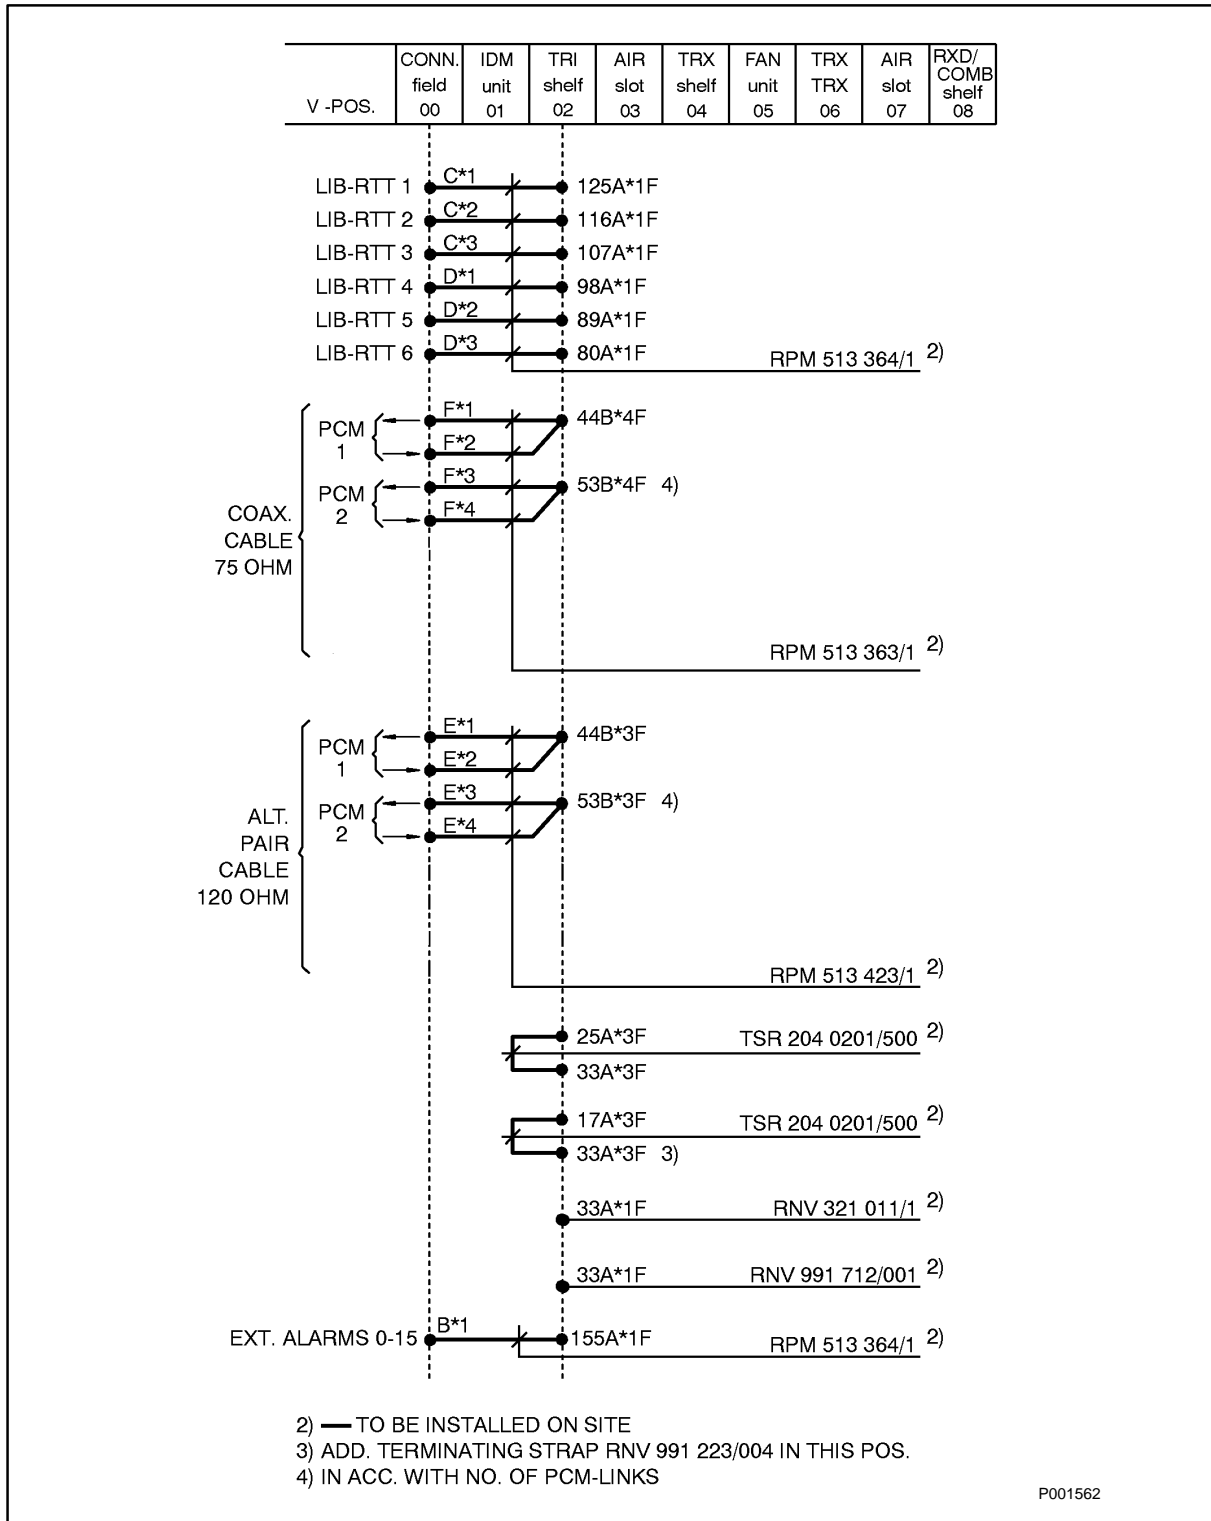 V -POS.
CONN. field 00
IDM unit 01
TRI shelf 02
AIR slot 03
TRX shelf 04
FAN unit 05
TRX TRX 06
AIR slot 07
RXD/ COMB shelf 08
LIB-RTT 1 C*1 125A*1F
LIB-RTT 2 C*2 116A*1F
LIB-RTT 3 C*3 107A*1F
LIB-RTT 4 D*1 98A*1F
LIB-RTT 5 D*2 89A*1F
LIB-RTT 6 D*3 80A*1F
RPM 513 364/1 2)
COAX.
CABLE
75 OHM
PCM
1
F*1 44B*4F
F*2
PCM
2
F*3 53B*4F 4)
F*4
RPM 513 363/1 2)
ALT.
PAIR
CABLE
120 OHM
PCM
1
E*1 44B*3F
E*2
PCM
2
E*3 53B*3F 4)
E*4
RPM 513 423/1 2)
25A*3F TSR 204 0201/500 2)
33A*3F
17A*3F TSR 204 0201/500 2)
33A*3F 3)
33A*1F RNV 321 011/1 2)
33A*1F RNV 991 712/001 2)
EXT. ALARMS 0-15 B*1 155A*1F
RPM 513 364/1 2)
2) TO BE INSTALLED ON SITE
3) ADD. TERMINATING STRAP RNV 991 223/004 IN THIS POS.
4) IN ACC. WITH NO. OF PCM-LINKS
P001562